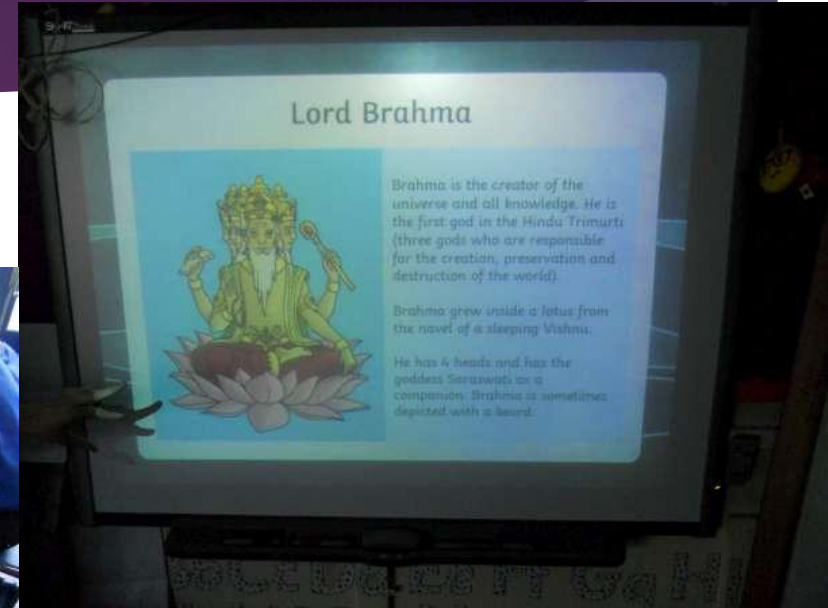 Lord Brahma
Brahma is the creator of the
universe and all knowledge. He is
the first god in the Hindu Trimurti
(three gods who are responsible
for the creation, preservation and
destruction of the world).
Brahma grew inside a lotus from
the navel of a sleeping Vishnu.
He has 4 heads and has the
goddess Saraswati as a
companion. Brahma is sometimes
depicted with a beard.